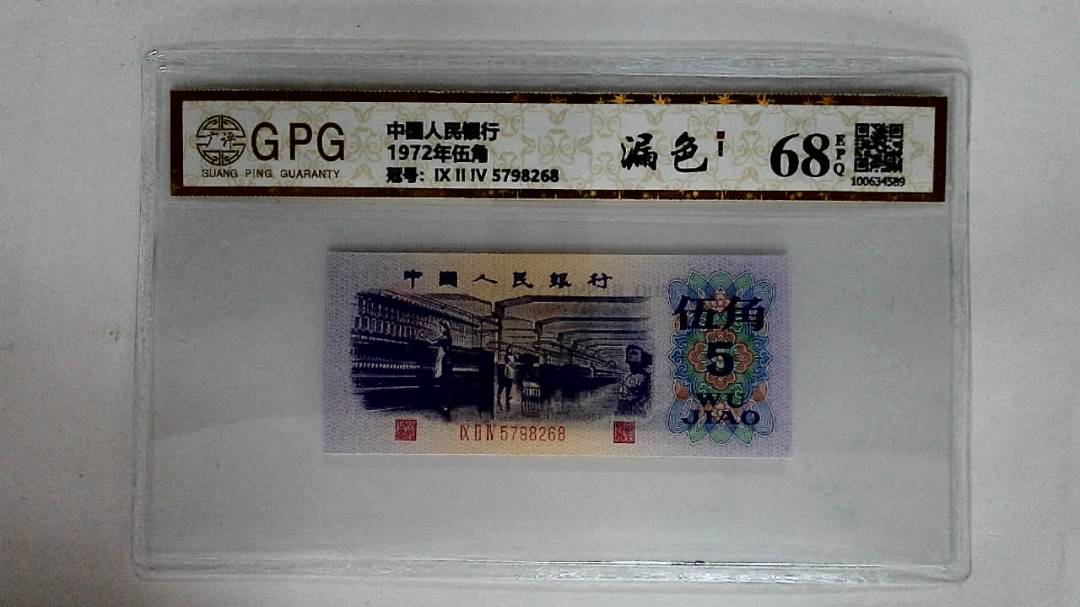 广评
GPG
GUANG PING GUARANTY
中國人民银行
1972年伍角
冠号：IX II IV 5798268
漏色
68
EPQ
100634589
中國人民銀行
伍角
5
WU
JIAO
IX II IV 5798268